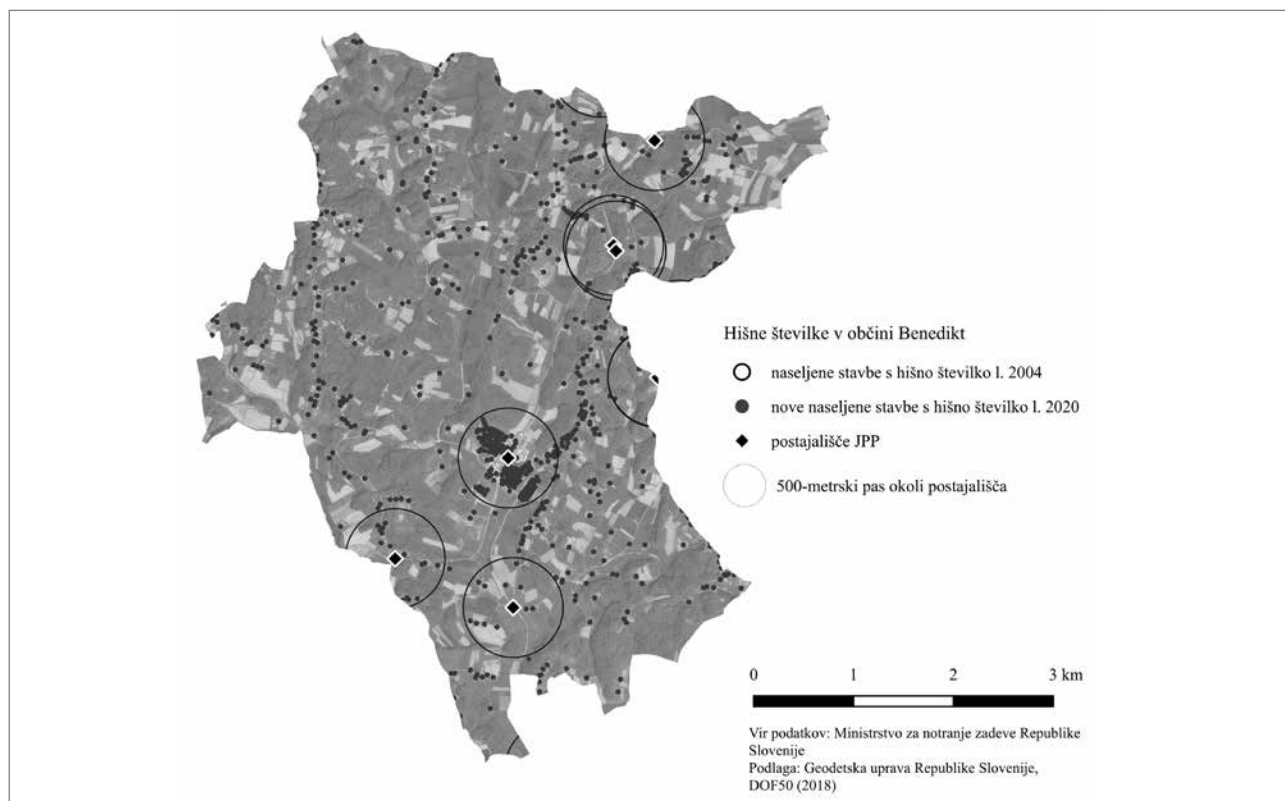 Hišne številke v občini Benedikt
naseljene stavbe s hišno številko l. 2004
nove naseljene stavbe s hišno številko l. 2020
postajališče JPP
500-metrski pas okoli postajališča
0 1 2 3 km
Vir podatkov: Ministrstvo za notranje zadeve Republike
Slovenije
Podlaga: Geodetska uprava Republike Slovenije,
DOF50 (2018)